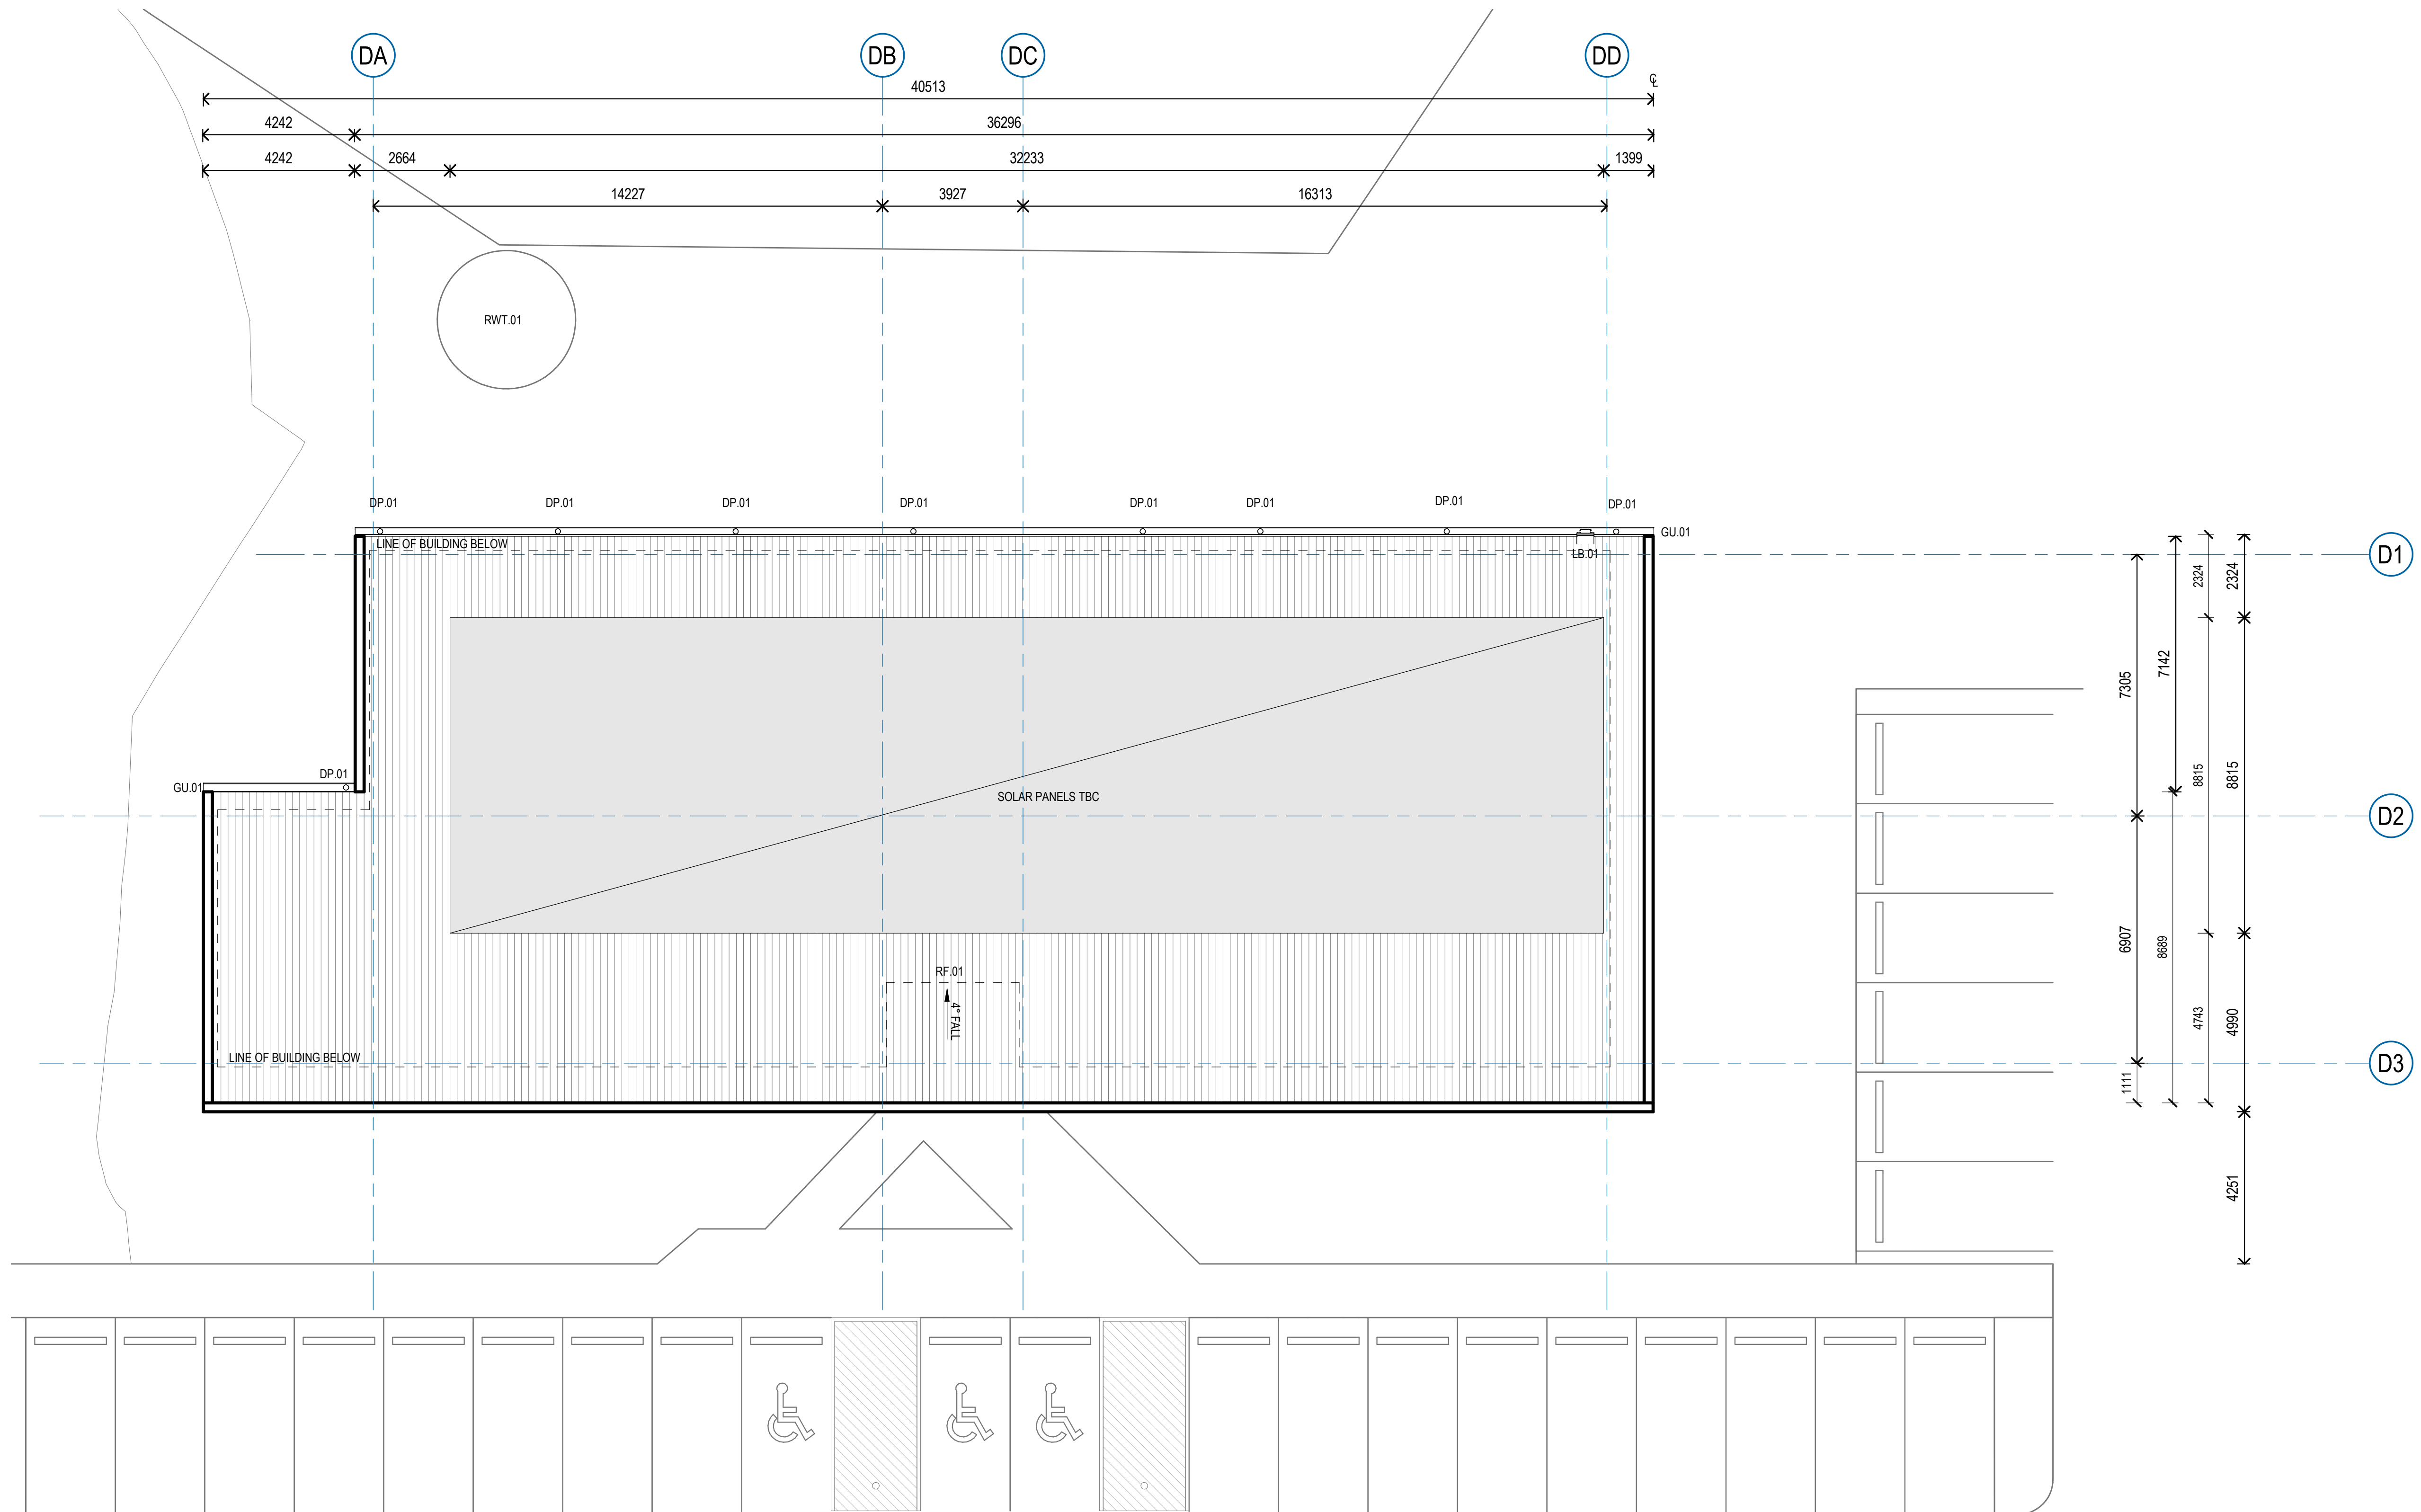 DA
DB
DC
DD
℄
40513
4242
36296
4242
2664
32233
1399
14227
3927
16313
RWT.01
DP.01
DP.01
DP.01
DP.01
DP.01
DP.01
DP.01
DP.01
GU.01
LINE OF BUILDING BELOW
LB.01
D1
2324
2324
7142
7305
8815
8815
DP.01
GU.01
SOLAR PANELS TBC
D2
6907
8689
4743
4990
RF.01
4° FALL
LINE OF BUILDING BELOW
D3
1111
4251